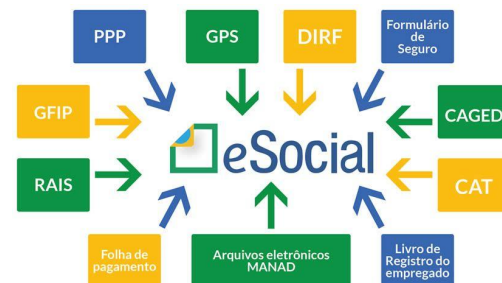 PPP
GPS
DIRF
Formulário
de
Seguro
GFIP
CAGED
eSocial
RAIS
CAT
Folha de
pagamento
Arquivos eletrônicos
MANAD
Livro de
Registro do
empregado